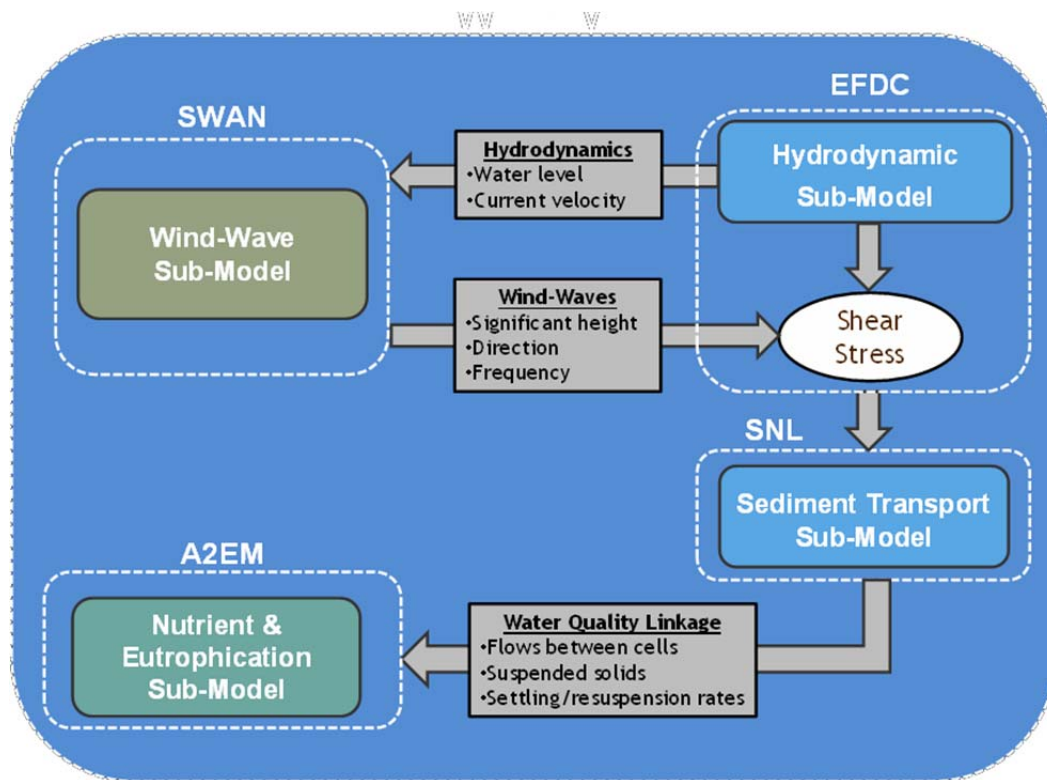 EFDC
SWAN
Hydrodynamics
•Water level
•Current velocity
Hydrodynamic
Sub-Model
Wind-Wave
Sub-Model
Wind-Waves
•Significant height
•Direction
•Frequency
Shear
Stress
SNL
Sediment Transport
Sub-Model
A2EM
Nutrient &
Eutrophication
Sub-Model
Water Quality Linkage
•Flows between cells
•Suspended solids
•Settling/resuspension rates